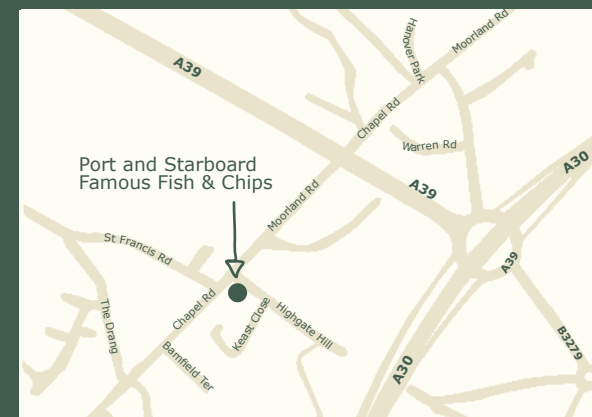 Hanover Park
Moorland Rd
A39
Chapel Rd
Warren Rd
A30
Port and Starboard
Famous Fish & Chips
A39
Moorland Rd
St Francis Rd
A39
Chapel Rd
The Drang
Keast Close
Highgate Hill
B3279
Bamfield Ter
A30